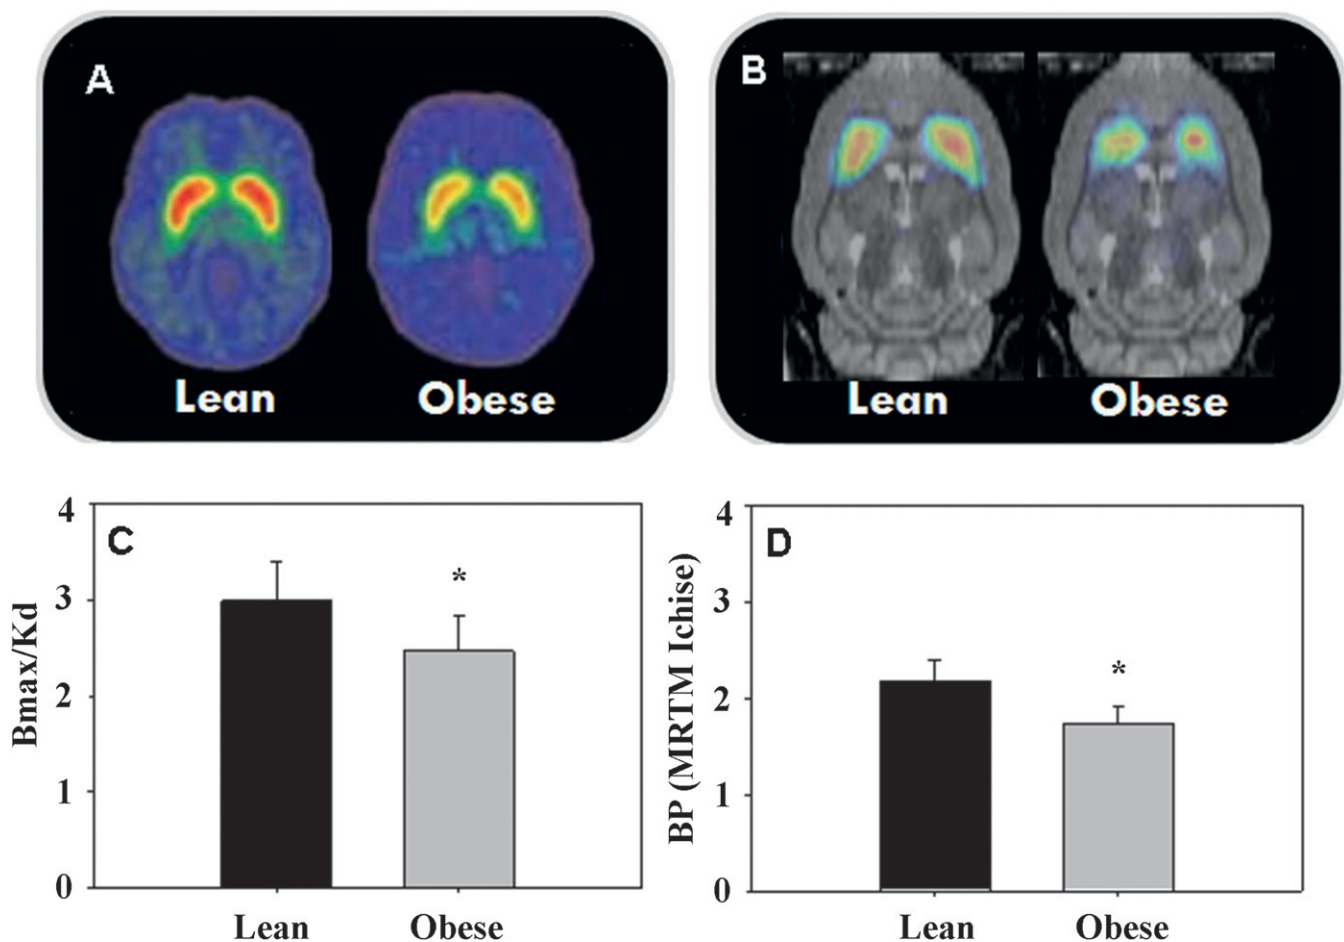 A
Lean
Obese
B
Lean
Obese
C
Bmax/Kd
4
3
2
1
0
*
Lean
Obese
D
BP (MRTM Ichise)
4
3
2
1
0
*
Lean
Obese